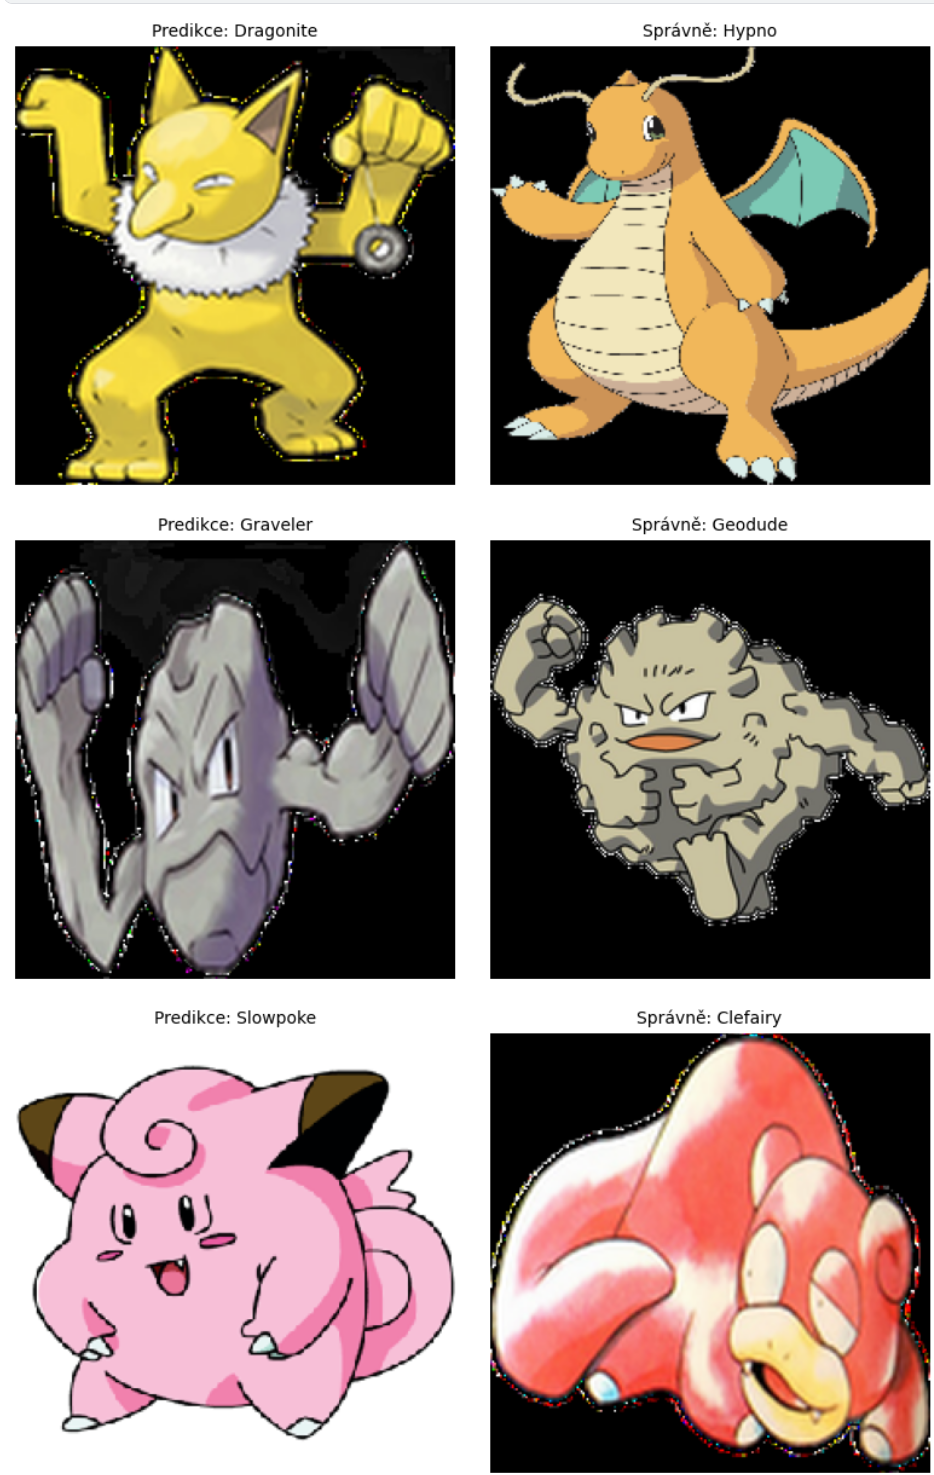 Predikce: Dragonite
Správně: Hypno
Predikce: Graveler
Správně: Geodude
Predikce: Slowpoke
Správně: Clefairy